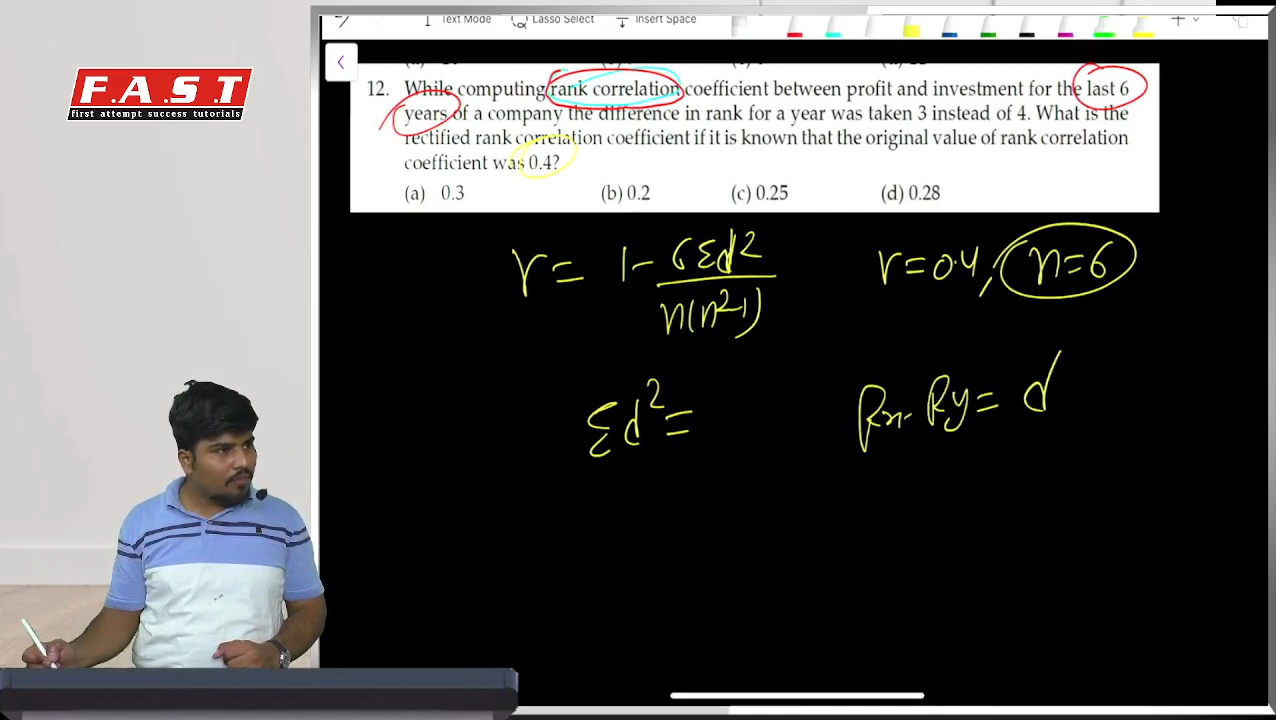 Text Mode Lasso Select Insert Space
F.A.S.T
first attempt success tutorials
12. While computing rank correlation coefficient between profit and investment for the last 6
years of a company the difference in rank for a year was taken 3 instead of 4. What is the
rectified rank correlation coefficient if it is known that the original value of rank correlation
coefficient was 0.4?
(a) 0.3 (b) 0.2 (c) 0.25 (d) 0.28
r = 1 - 6Σd²
n(n²-1)
r=0.4, n=6
Σd² =
Rx - Ry = d